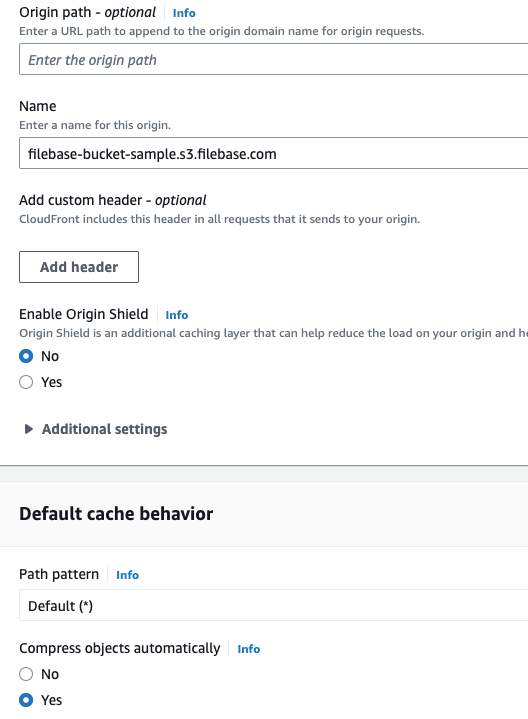 Origin path - optional Info
Enter a URL path to append to the origin domain name for origin requests.
Enter the origin path
Name
Enter a name for this origin.
filebase-bucket-sample.s3.filebase.com
Add custom header - optional
CloudFront includes this header in all requests that it sends to your origin.
Add header
Enable Origin Shield Info
Origin Shield is an additional caching layer that can help reduce the load on your origin and
No
Yes
Additional settings
Default cache behavior
Path pattern Info
Default (*)
Compress objects automatically Info
No
Yes